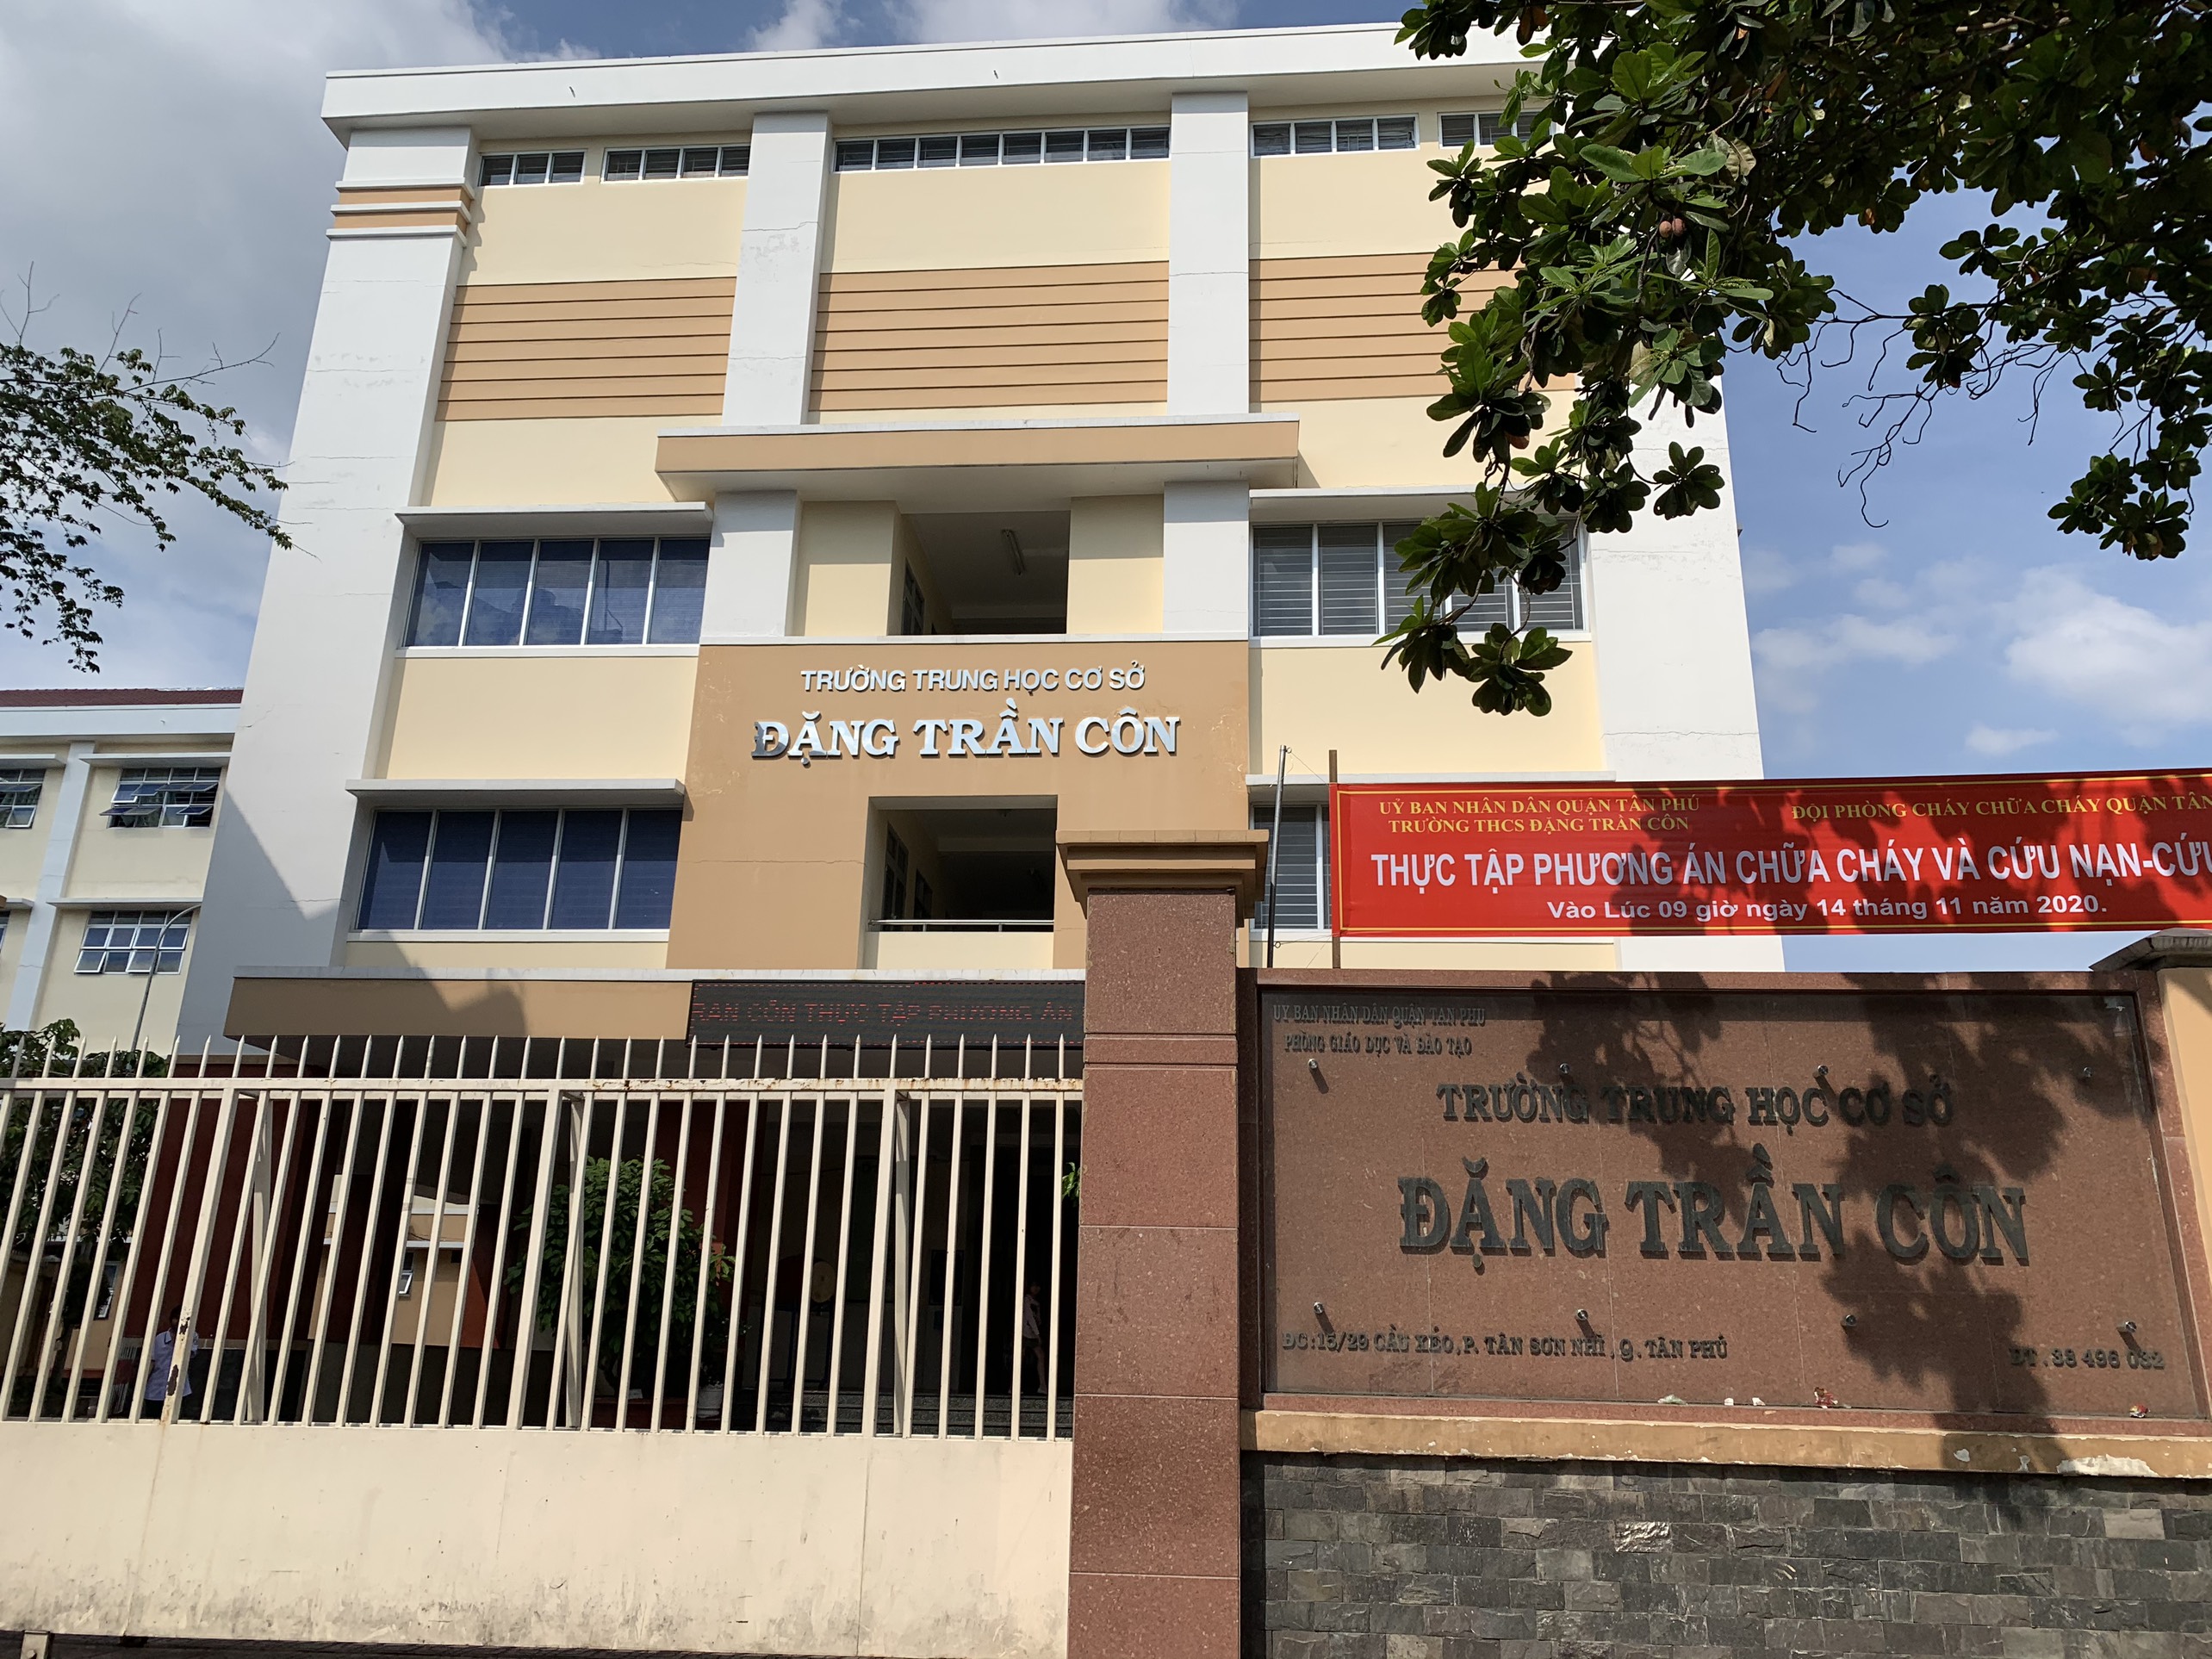 TRƯỜNG TRUNG HỌC CƠ SỞ
ĐẶNG TRẦN CÔN
UỶ BAN NHÂN DÂN QUẬN TÂN PHÚ
TRƯỜNG THCS ĐẶNG TRẦN CÔN
ĐỘI PHÒNG CHÁY CHỮA CHÁY QUẬN TÂN
THỰC TẬP PHƯƠNG ÁN CHỮA CHÁY VÀ CỨU NẠN-CỨU
Vào Lúc 09 giờ ngày 14 tháng 11 năm 2020.
CÔN THỰC TẬP PHƯƠNG ÁN
UỶ BAN NHÂN DÂN QUẬN TÂN PHÚ
PHÒNG GIÁO DỤC VÀ ĐÀO TẠO
TRƯỜNG TRUNG HỌC CƠ SỞ
ĐẶNG TRẦN CÔN
ĐC:15/29 CẦU XÉO, P. TÂN SƠN NHÌ, Q. TÂN PHÚ
ĐT. 38 496 032